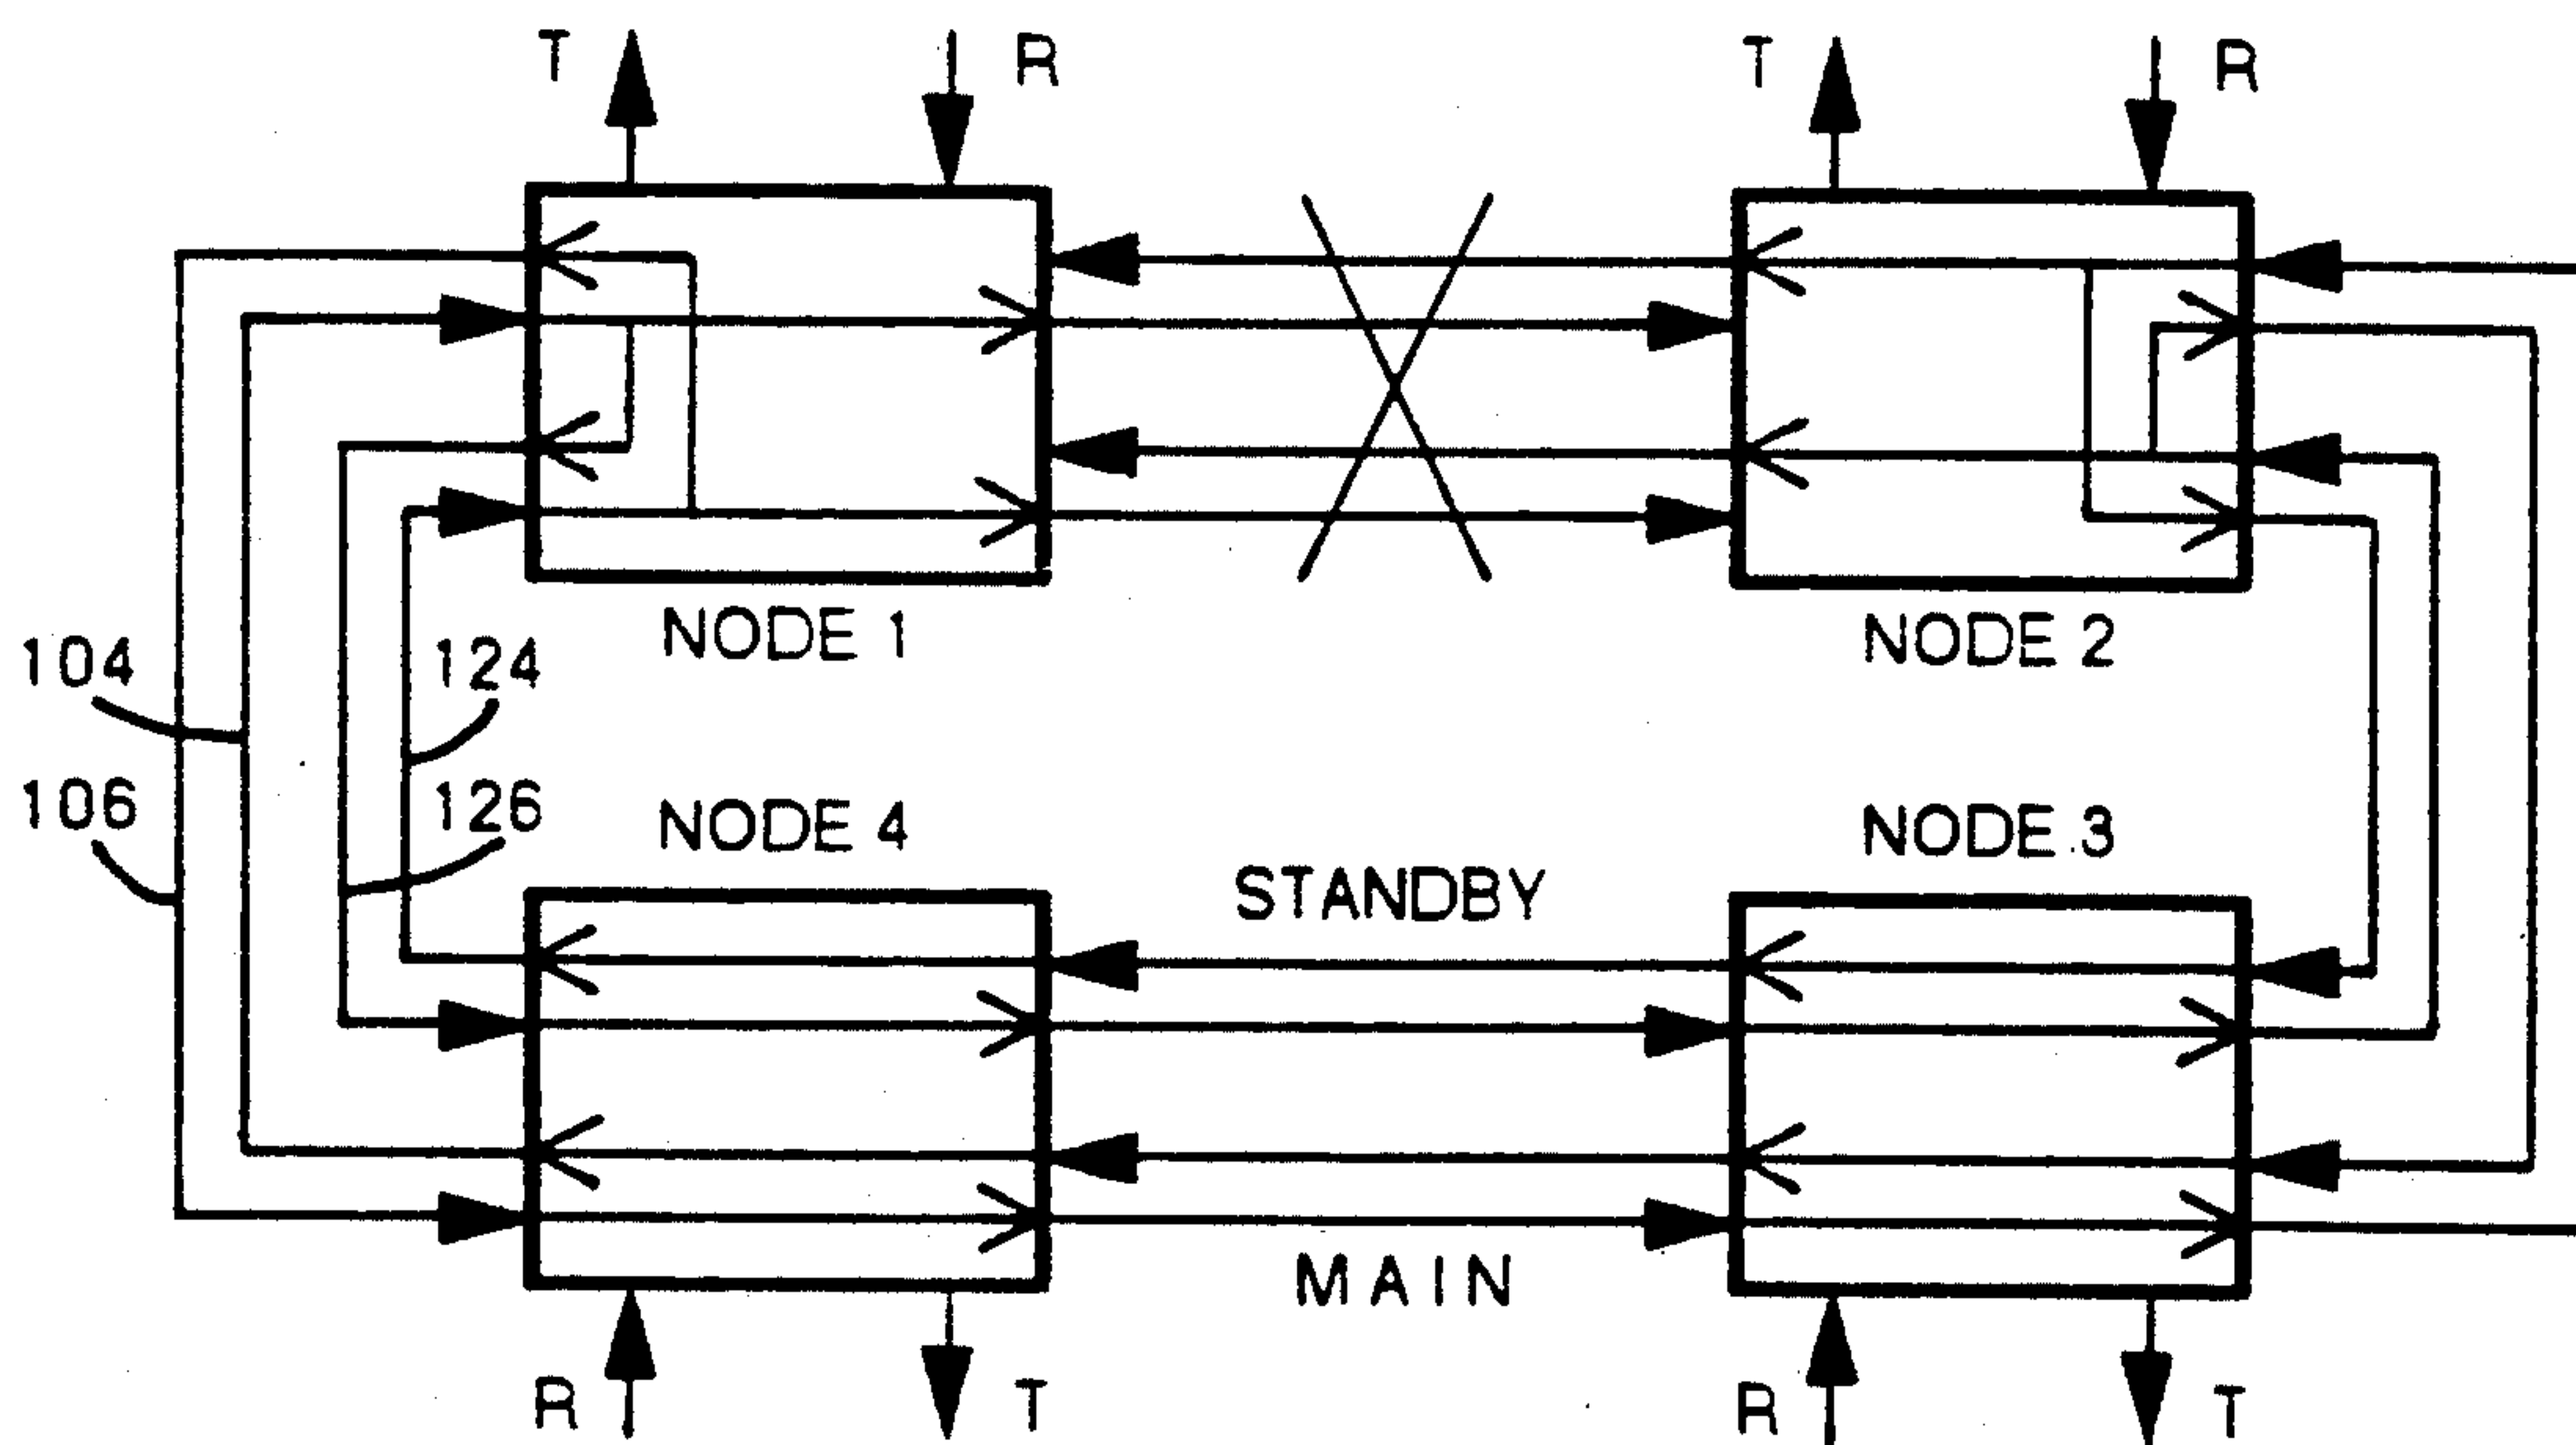 T R T R
NODE 1 NODE 2
104 124
106 126
NODE 4 NODE 3
STANDBY
MAIN
R T R T